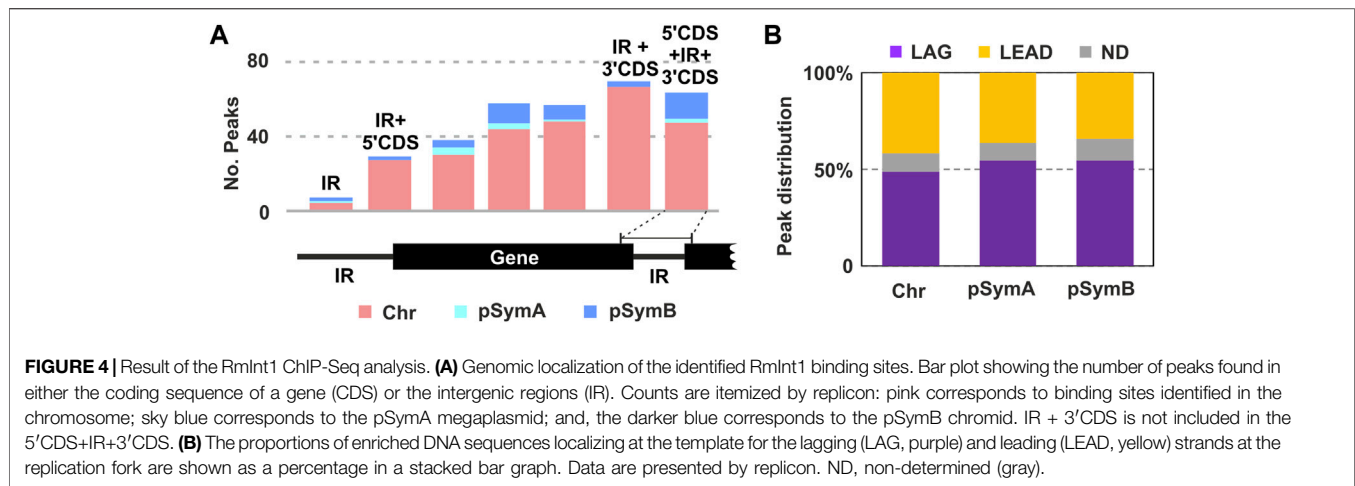 A
80
40
0
No. Peaks
IR
IR+
5'CDS
IR +
3'CDS
5'CDS
+IR+
3'CDS
IR
Gene
IR
Chr
pSymA
pSymB
B
LAG
LEAD
ND
100%
50%
0
Peak distribution
Chr
pSymA
pSymB
FIGURE 4 | Result of the RmInt1 ChIP-Seq analysis. (A) Genomic localization of the identified RmInt1 binding sites. Bar plot showing the number of peaks found in
either the coding sequence of a gene (CDS) or the intergenic regions (IR). Counts are itemized by replicon: pink corresponds to binding sites identified in the
chromosome; sky blue corresponds to the pSymA megaplasmid; and, the darker blue corresponds to the pSymB chromid. IR + 3′CDS is not included in the
5′CDS+IR+3′CDS. (B) The proportions of enriched DNA sequences localizing at the template for the lagging (LAG, purple) and leading (LEAD, yellow) strands at the
replication fork are shown as a percentage in a stacked bar graph. Data are presented by replicon. ND, non-determined (gray).